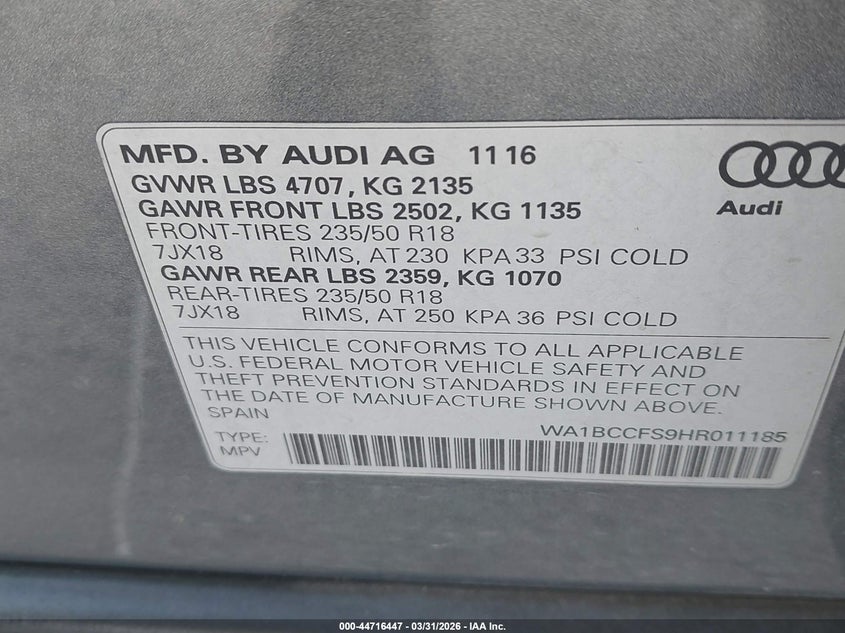 MFD. BY AUDI AG 11 16
GVWR LBS 4707, KG 2135
GAWR FRONT LBS 2502, KG 1135
FRONT-TIRES 235/50 R18
7JX18 RIMS, AT 230 KPA 33 PSI COLD
GAWR REAR LBS 2359, KG 1070
REAR-TIRES 235/50 R18
7JX18 RIMS, AT 250 KPA 36 PSI COLD
Audi
THIS VEHICLE CONFORMS TO ALL APPLICABLE
U.S. FEDERAL MOTOR VEHICLE SAFETY AND
THEFT PREVENTION STANDARDS IN EFFECT ON
THE DATE OF MANUFACTURE SHOWN ABOVE.
SPAIN
WA1BCCFS9HR011185
TYPE:
MPV
000-44716447 — 03/31/2026 — IAA Inc.